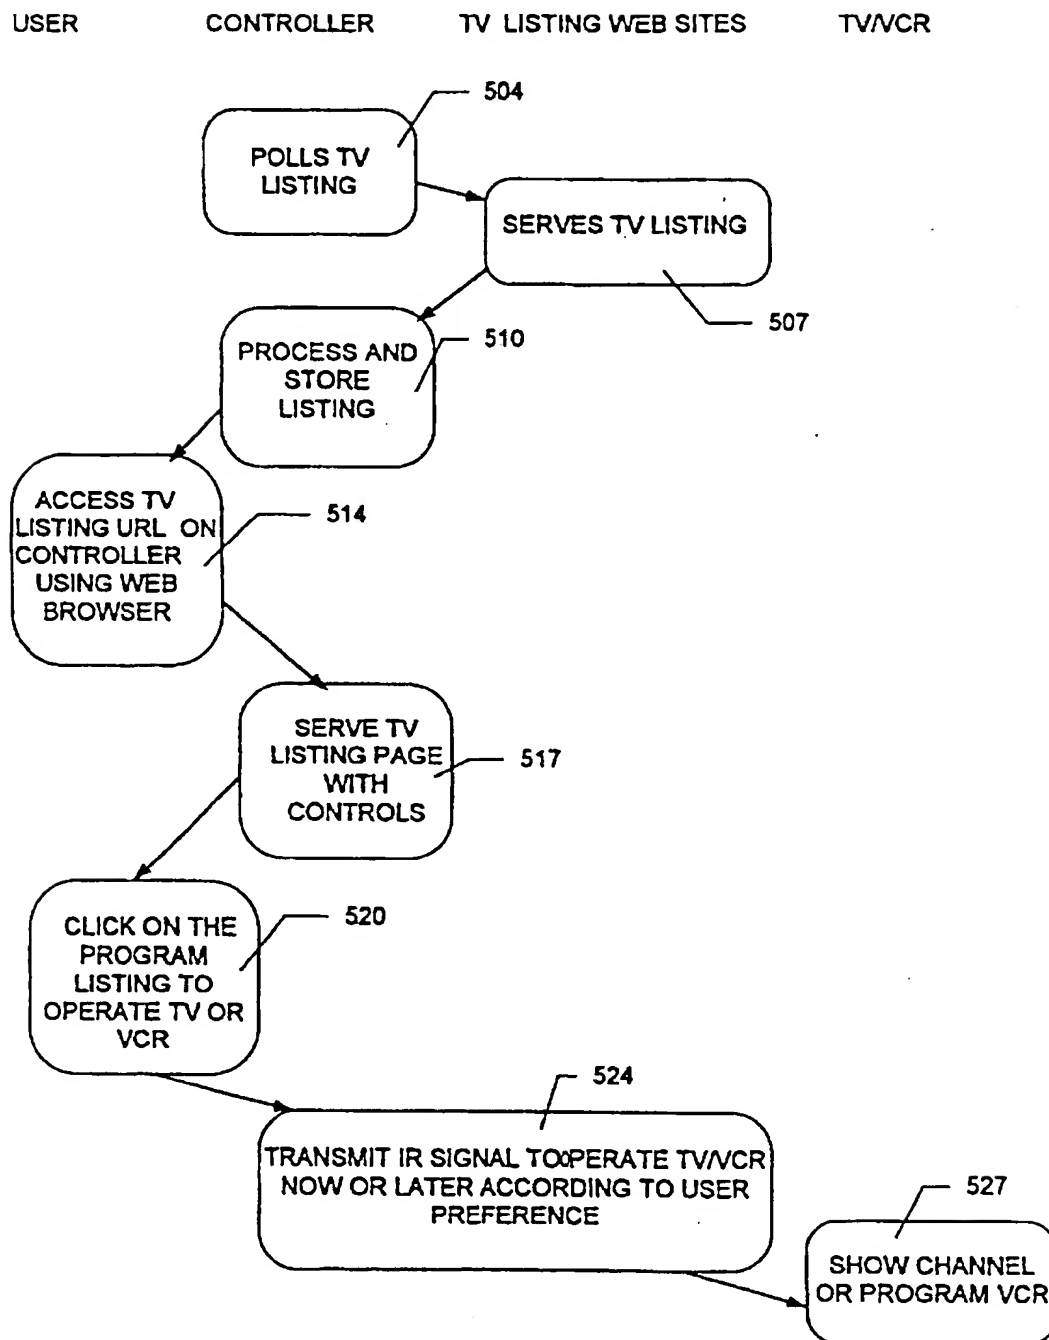 USER CONTROLLER TV LISTING WEB SITES TV/VCR
504
POLLS TV
LISTING
SERVES TV LISTING
507
510
PROCESS AND
STORE
LISTING
ACCESS TV
LISTING URL ON
CONTROLLER
USING WEB
BROWSER
514
SERVE TV
LISTING PAGE
WITH
CONTROLS
517
CLICK ON THE
PROGRAM
LISTING TO
OPERATE TV OR
VCR
520
524
TRANSMIT IR SIGNAL TOOPERATE TV/VCR
NOW OR LATER ACCORDING TO USER
PREFERENCE
527
SHOW CHANNEL
OR PROGRAM VCR